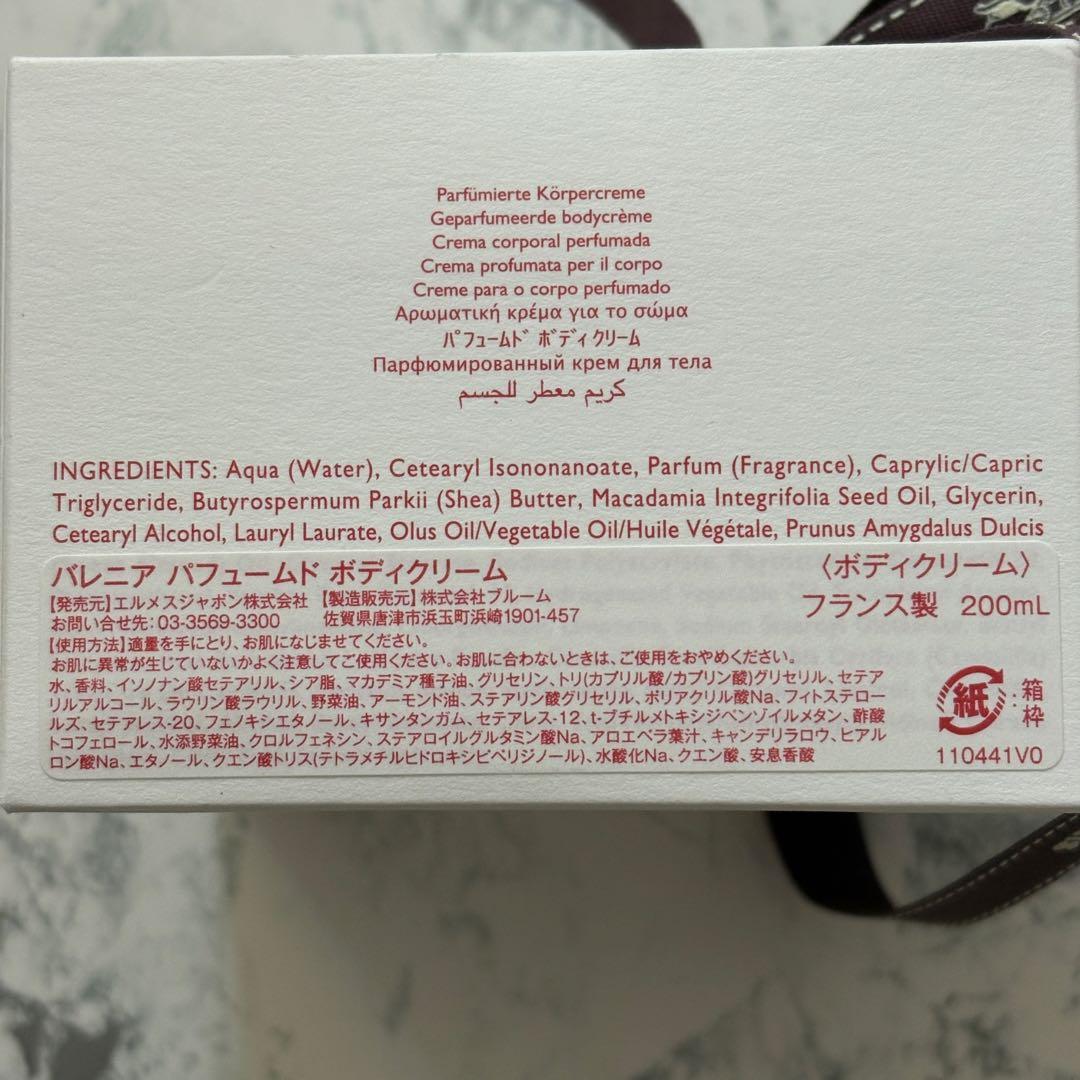 Parfümierte Körpercreme
Geparfumeerde bodycrème
Crema corporal perfumada
Crema profumata per il corpo
Creme para o corpo perfumado
Αρωματική κρέμα για το σώμα
ﾊﾟﾌｭｰﾑﾄﾞ ﾎﾞﾃﾞｨｸﾘｰﾑ
Парфюмированный крем для тела
كريم معطر للجسم
INGREDIENTS: Aqua (Water), Cetearyl Isononanoate, Parfum (Fragrance), Caprylic/Capric
Triglyceride, Butyrospermum Parkii (Shea) Butter, Macadamia Integrifolia Seed Oil, Glycerin,
Cetearyl Alcohol, Lauryl Laurate, Olus Oil/Vegetable Oil/Huile Végétale, Prunus Amygdalus Dulcis
バレニア パフュームド ボディクリーム 〈ボディクリーム〉
【発売元】エルメスジャポン株式会社 【製造販売元】株式会社ブルーム
お問い合せ先：03-3569-3300 佐賀県唐津市浜玉町浜崎1901-457
フランス製 200mL
【使用方法】適量を手にとり、お肌になじませてください。
お肌に異常が生じていないかよく注意してご使用ください。お肌に合わないときは、ご使用をおやめください。
水、香料、イソノナン酸セテアリル、シア脂、マカデミア種子油、グリセリン、トリ(カプリル酸/カプリン酸)グリセリル、セテア
リルアルコール、ラウリン酸ラウリル、野菜油、アーモンド油、ステアリン酸グリセリル、ポリアクリル酸Na、フィトステロー
ルズ、セテアレス-20、フェノキシエタノール、キサンタンガム、セテアレス-12、t-ブチルメトキシジベンゾイルメタン、酢酸
トコフェロール、水添野菜油、クロルフェネシン、ステアロイルグルタミン酸Na、アロエベラ葉汁、キャンデリラロウ、ヒアル
ロン酸Na、エタノール、クエン酸トリス(テトラメチルヒドロキシピペリジノール)、水酸化Na、クエン酸、安息香酸
紙：箱
枠
110441V0